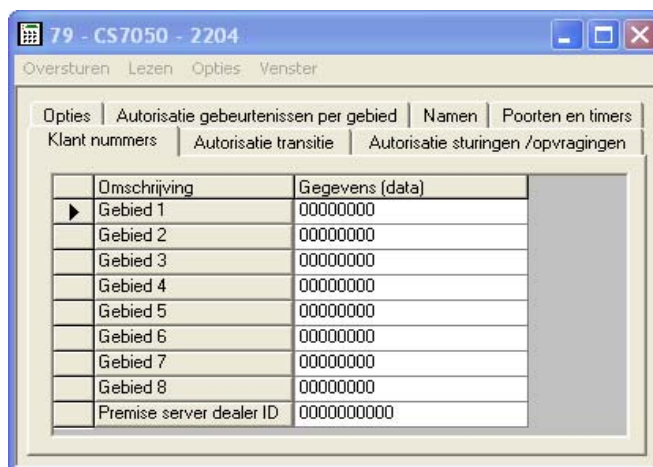 79 - CS7050 - 2204
Oversturen Lezen Opties Venster
Opties Autorisatie gebeurtenissen per gebied Namen Poorten en timers
Klant nummers Autorisatie transitie Autorisatie sturingen /opvragingen
Omschrijving Gegevens (data)
Gebied 1 00000000
Gebied 2 00000000
Gebied 3 00000000
Gebied 4 00000000
Gebied 5 00000000
Gebied 6 00000000
Gebied 7 00000000
Gebied 8 00000000
Premise server dealer ID 0000000000